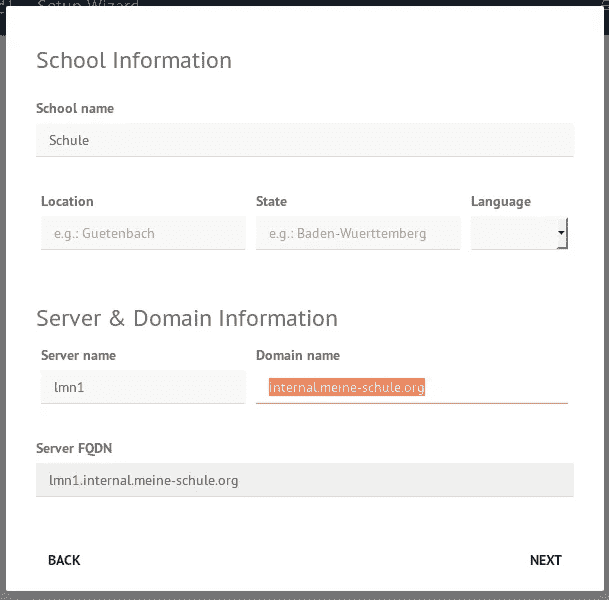 Setup Wizard
School Information
School name
Schule
Location State Language
e.g.: Guetenbach e.g.: Baden-Wuerttemberg
Server & Domain Information
Server name Domain name
lmn1 internal.meine-schule.org
Server FQDN
lmn1.internal.meine-schule.org
BACK NEXT